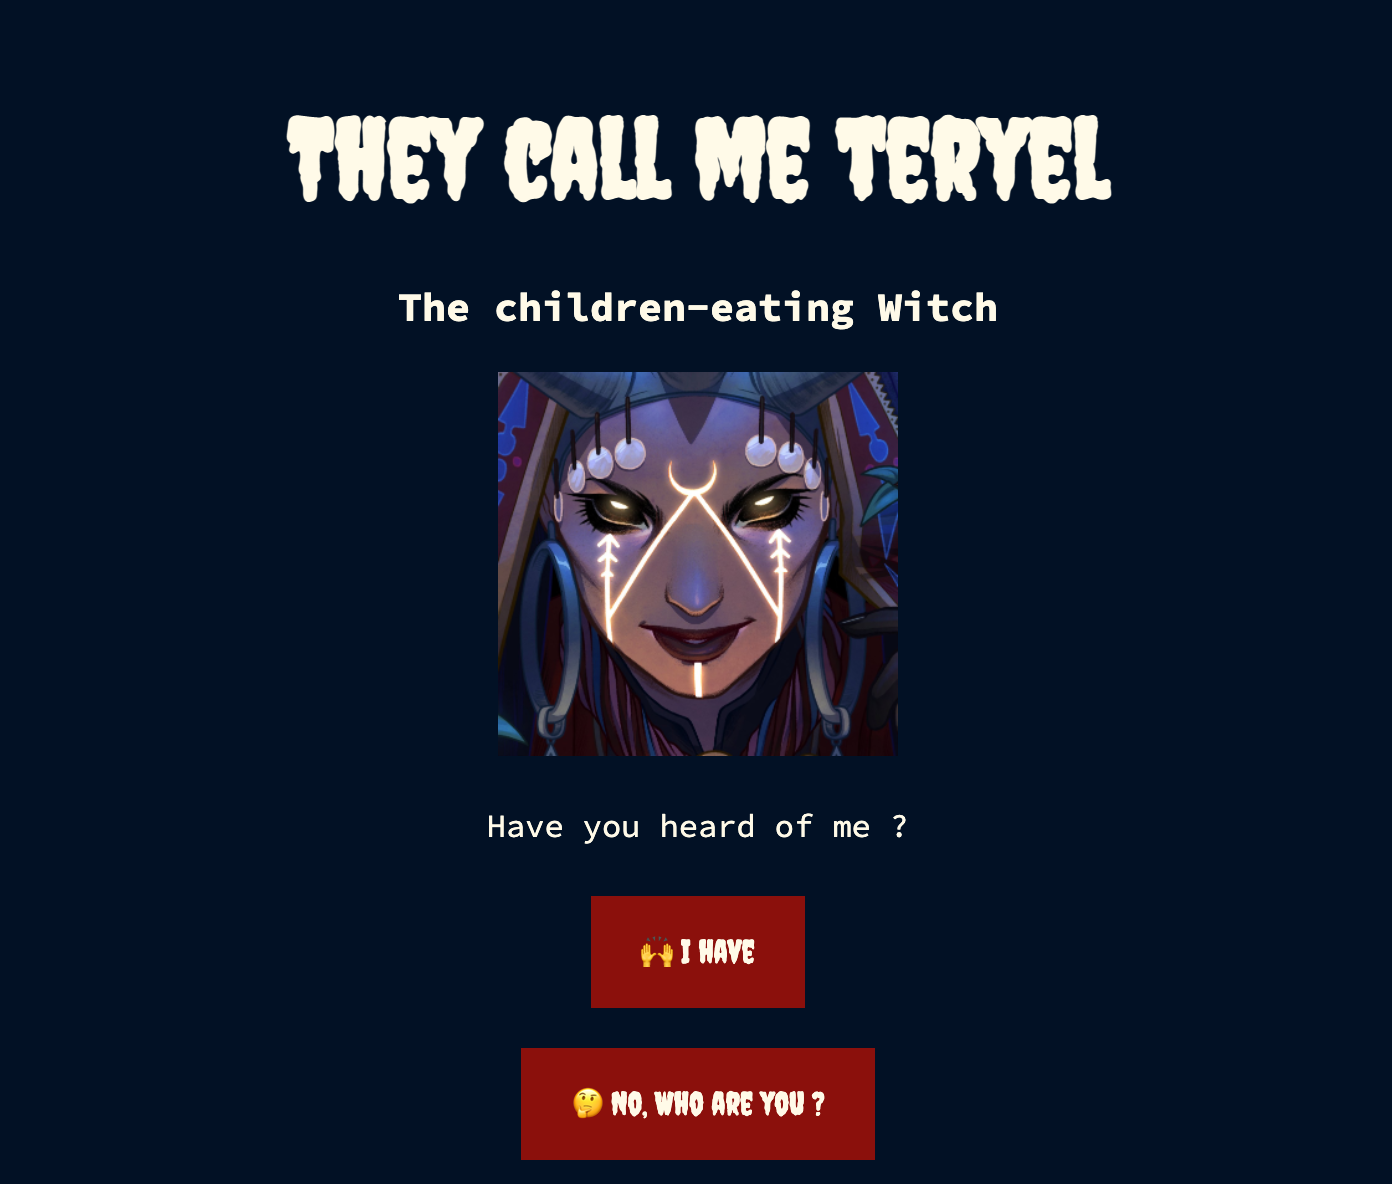 THEY CALL ME TERYEL
The children-eating Witch
Have you heard of me ?
🙌 I HAVE
🤔 NO, WHO ARE YOU ?